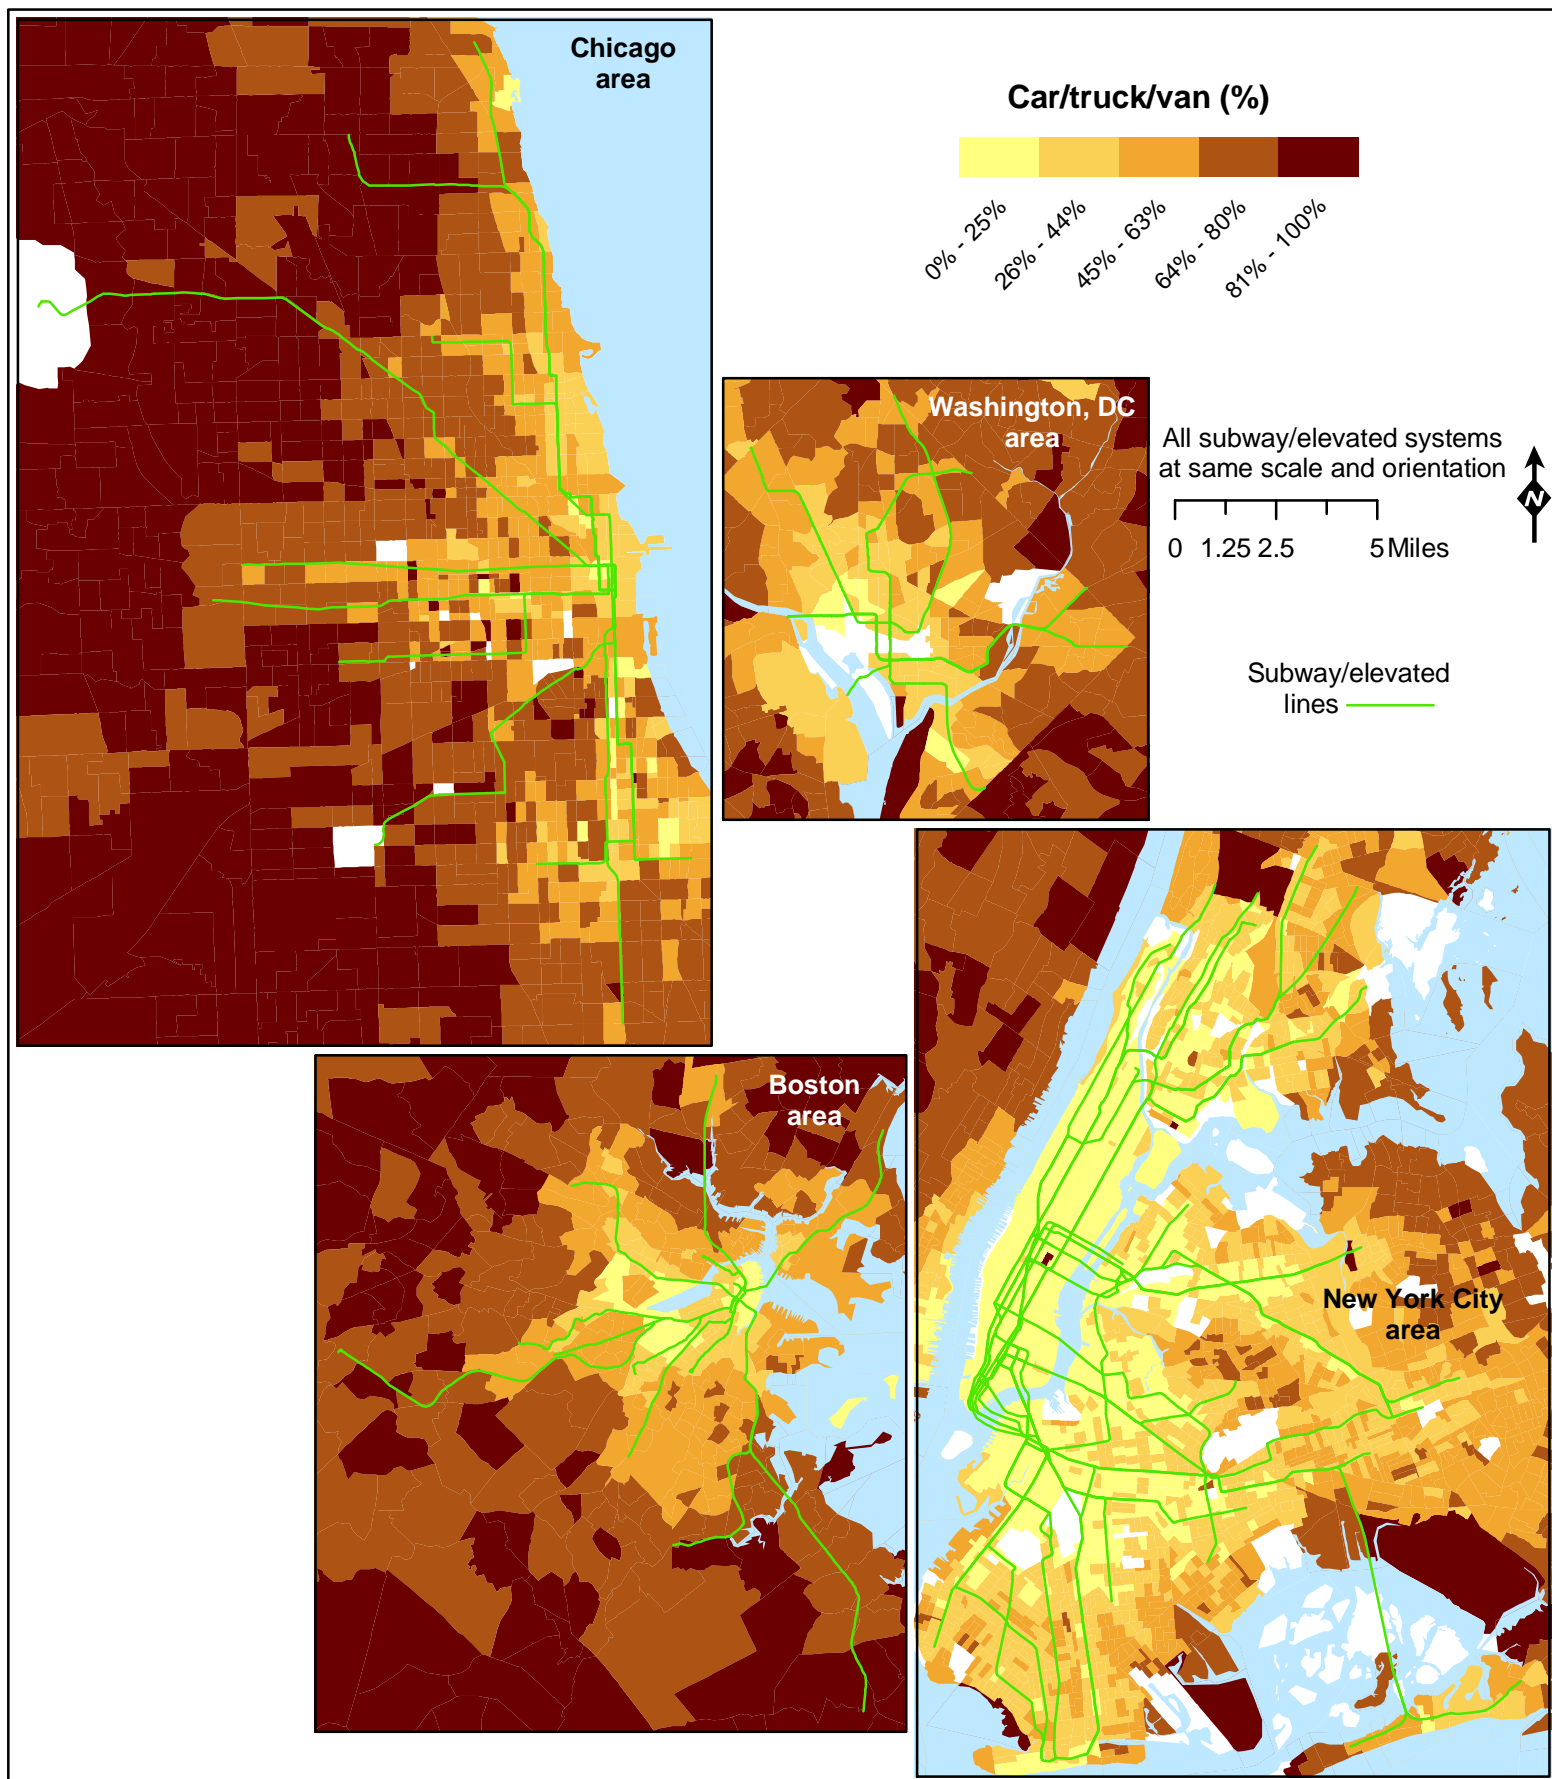 Chicago
area
Car/truck/van (%)
0% - 25%
26% - 44%
45% - 63%
64% - 80%
81% - 100%
Washington, DC
area
All subway/elevated systems
at same scale and orientation
N
0 1.25 2.5 5 Miles
Subway/elevated
lines
Boston
area
New York City
area